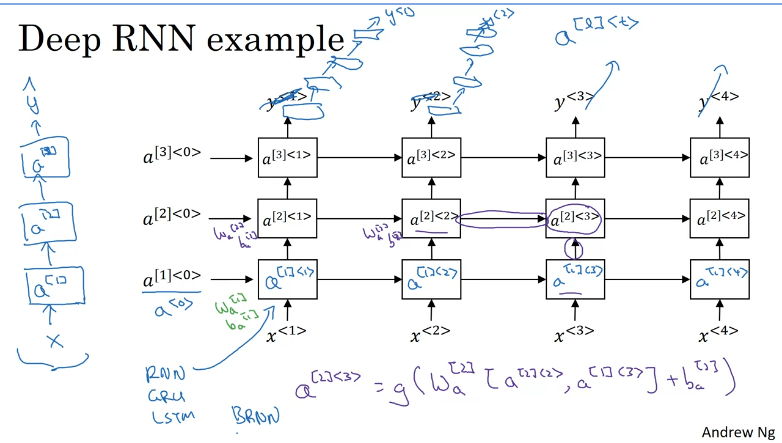 Deep RNN example
y<1> y<2> a^[l]<t>
ŷ
y<1> y<2> y<3> y<4>
a^[3]<0> a^[3]<1> a^[3]<2> a^[3]<3> a^[3]<4>
a^[2]<0> a^[2]<1> a^[2]<2> a^[2]<3> a^[2]<4>
a^[2]
W_a^[2] b_a^[2] W_a^[2] b_a^[2]
a^[1]<0> a^[1]<1> a^[1]<2> a^[1]<3> a^[1]<4>
a^[1]
a^[0]
W_a^[1] b_a^[1]
x<1> x<2> x<3> x<4>
x
RNN
GRU
LSTM BRNN
a^[2]<3> = g(W_a^[2] [a^[2]<2>, a^[1]<3>] + b_a^[2])
Andrew Ng